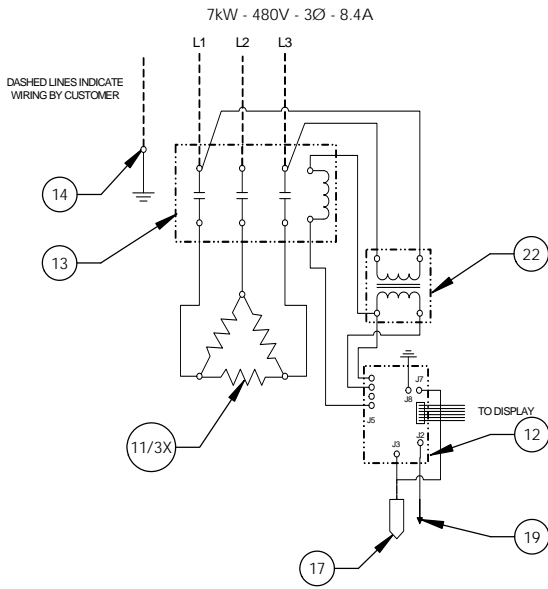 7kW - 480V - 3Ø - 8.4A
L1 L2 L3
DASHED LINES INDICATE
WIRING BY CUSTOMER
14
13
22
J7
J8
TO DISPLAY
J5
12
J3 J2
11/3X
17
19